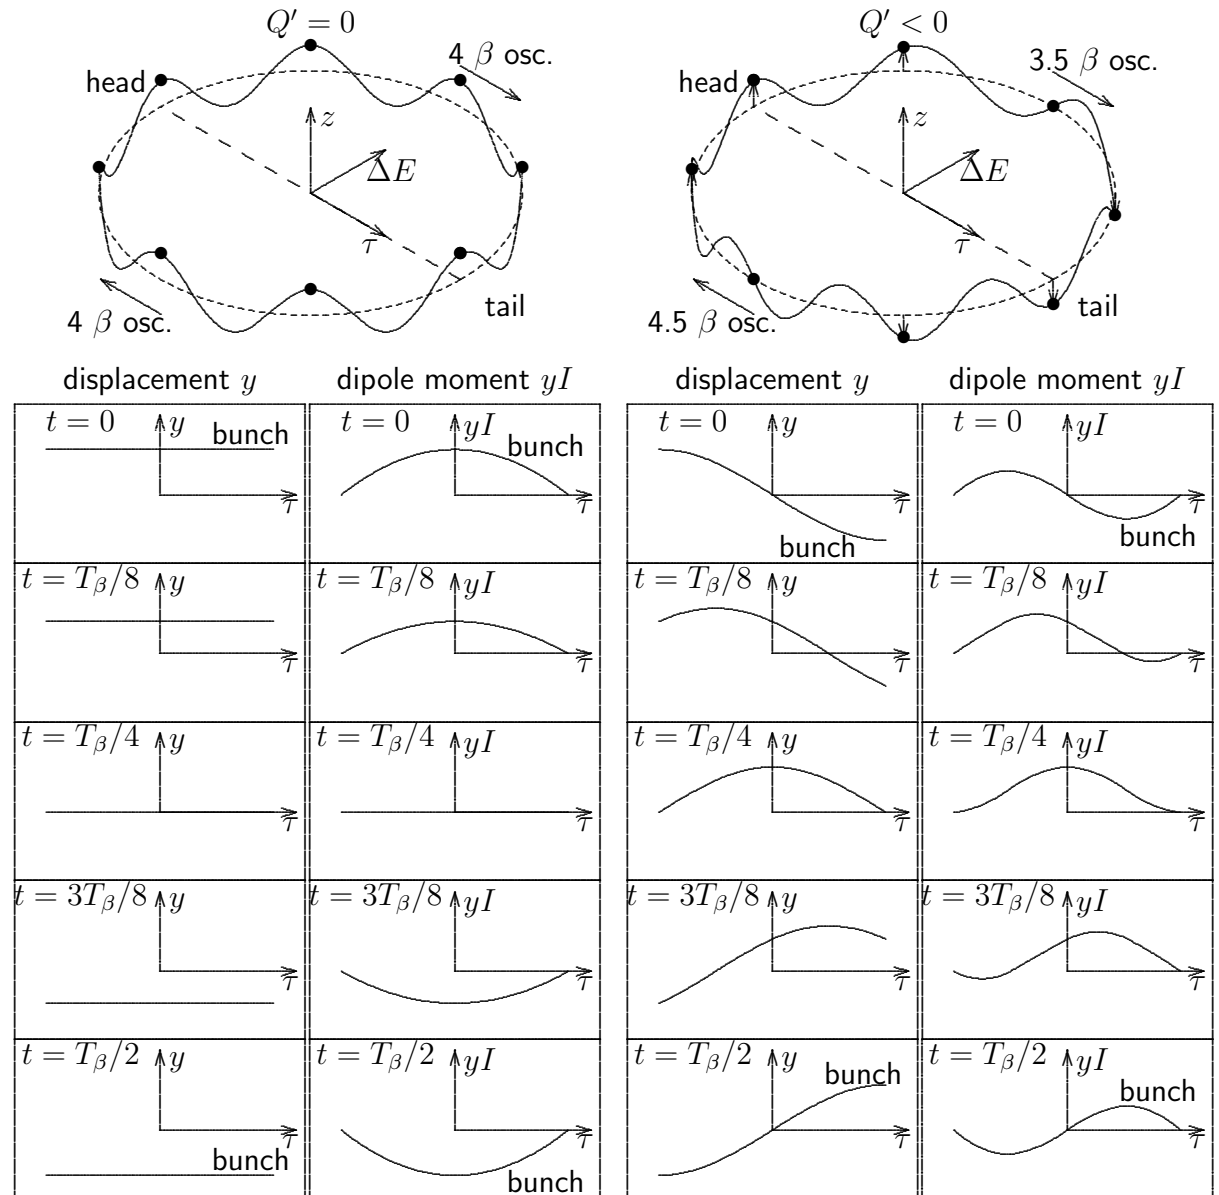 Q′ = 0
4 β osc.
head
z
ΔE
τ
4 β osc.
tail
Q′ < 0
3.5 β osc.
head
z
ΔE
τ
4.5 β osc.
tail
displacement y dipole moment yI displacement y dipole moment yI
t = 0 y bunch τ t = 0 yI bunch τ t = 0 y bunch τ t = 0 yI bunch τ
t = Tβ/8 y τ t = Tβ/8 yI τ t = Tβ/8 y τ t = Tβ/8 yI τ
t = Tβ/4 y τ t = Tβ/4 yI τ t = Tβ/4 y τ t = Tβ/4 yI τ
t = 3Tβ/8 y τ t = 3Tβ/8 yI τ t = 3Tβ/8 y τ t = 3Tβ/8 yI τ
t = Tβ/2 y τ bunch t = Tβ/2 yI τ bunch t = Tβ/2 y bunch τ t = Tβ/2 yI bunch τ